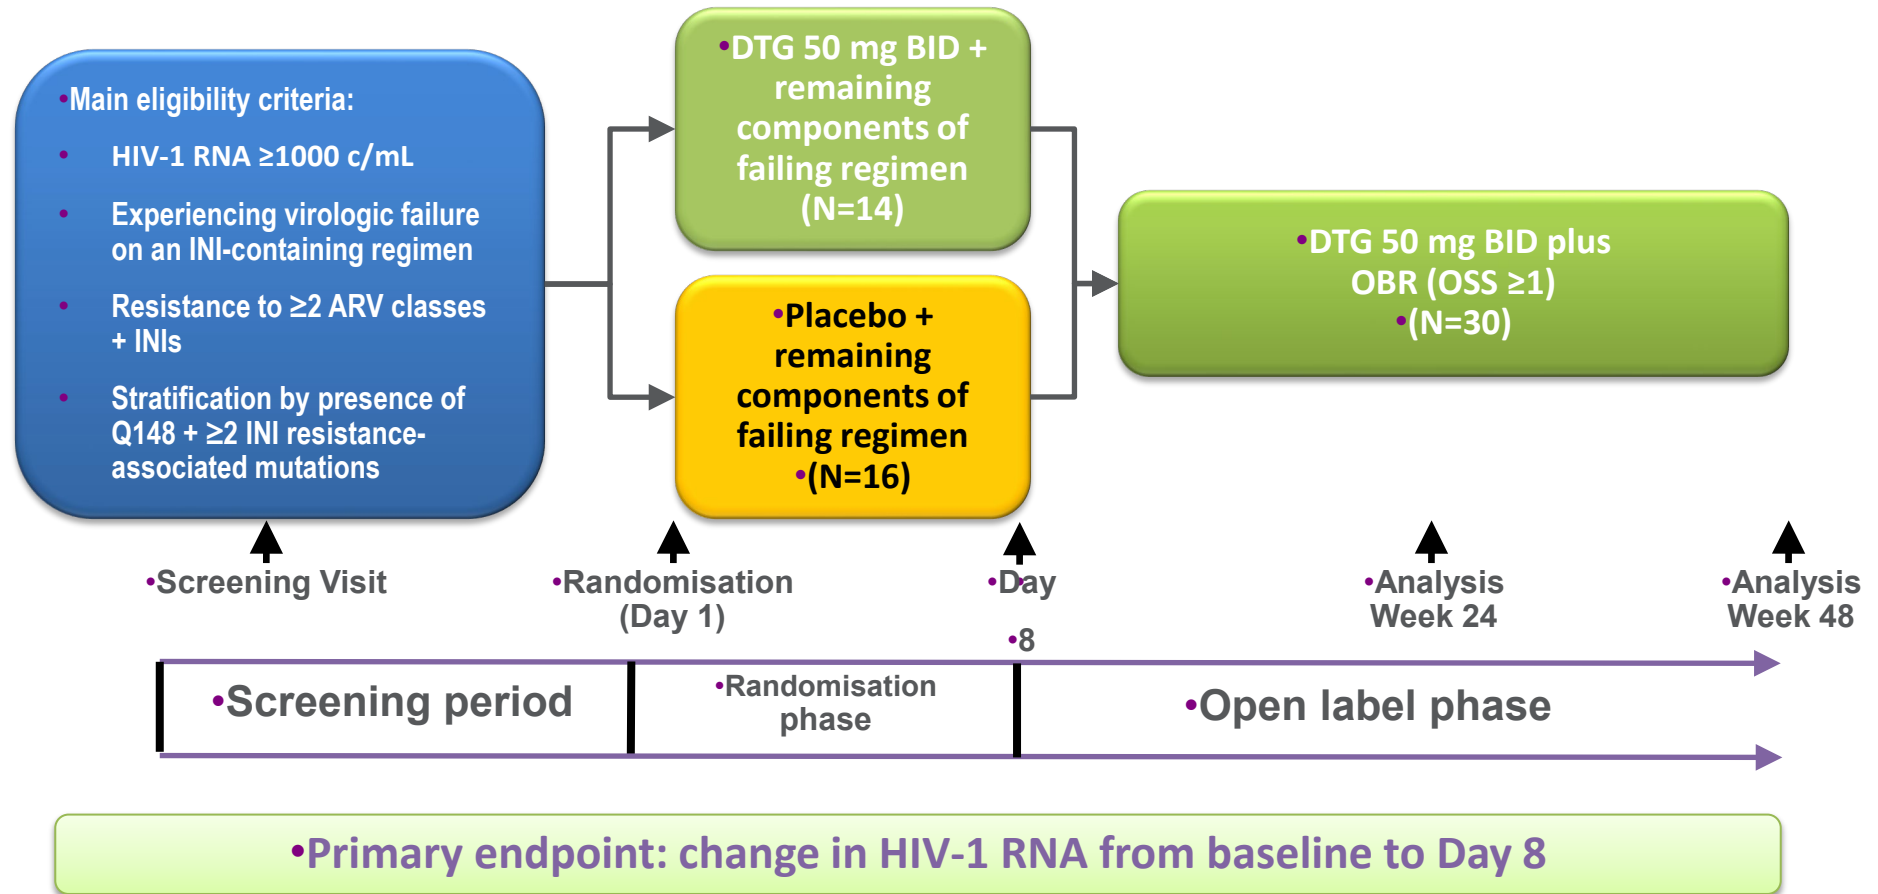 •Main eligibility criteria:
• HIV-1 RNA ≥1000 c/mL
• Experiencing virologic failure
on an INI-containing regimen
• Resistance to ≥2 ARV classes
+ INIs
• Stratification by presence of
Q148 + ≥2 INI resistance-
associated mutations
•DTG 50 mg BID +
remaining
components of
failing regimen
(N=14)
•Placebo +
remaining
components of
failing regimen
•(N=16)
•DTG 50 mg BID plus
OBR (OSS ≥1)
•(N=30)
•Screening Visit
•Randomisation
(Day 1)
•Day
•8
•Analysis
Week 24
•Analysis
Week 48
•Screening period
•Randomisation
phase
•Open label phase
•Primary endpoint: change in HIV-1 RNA from baseline to Day 8